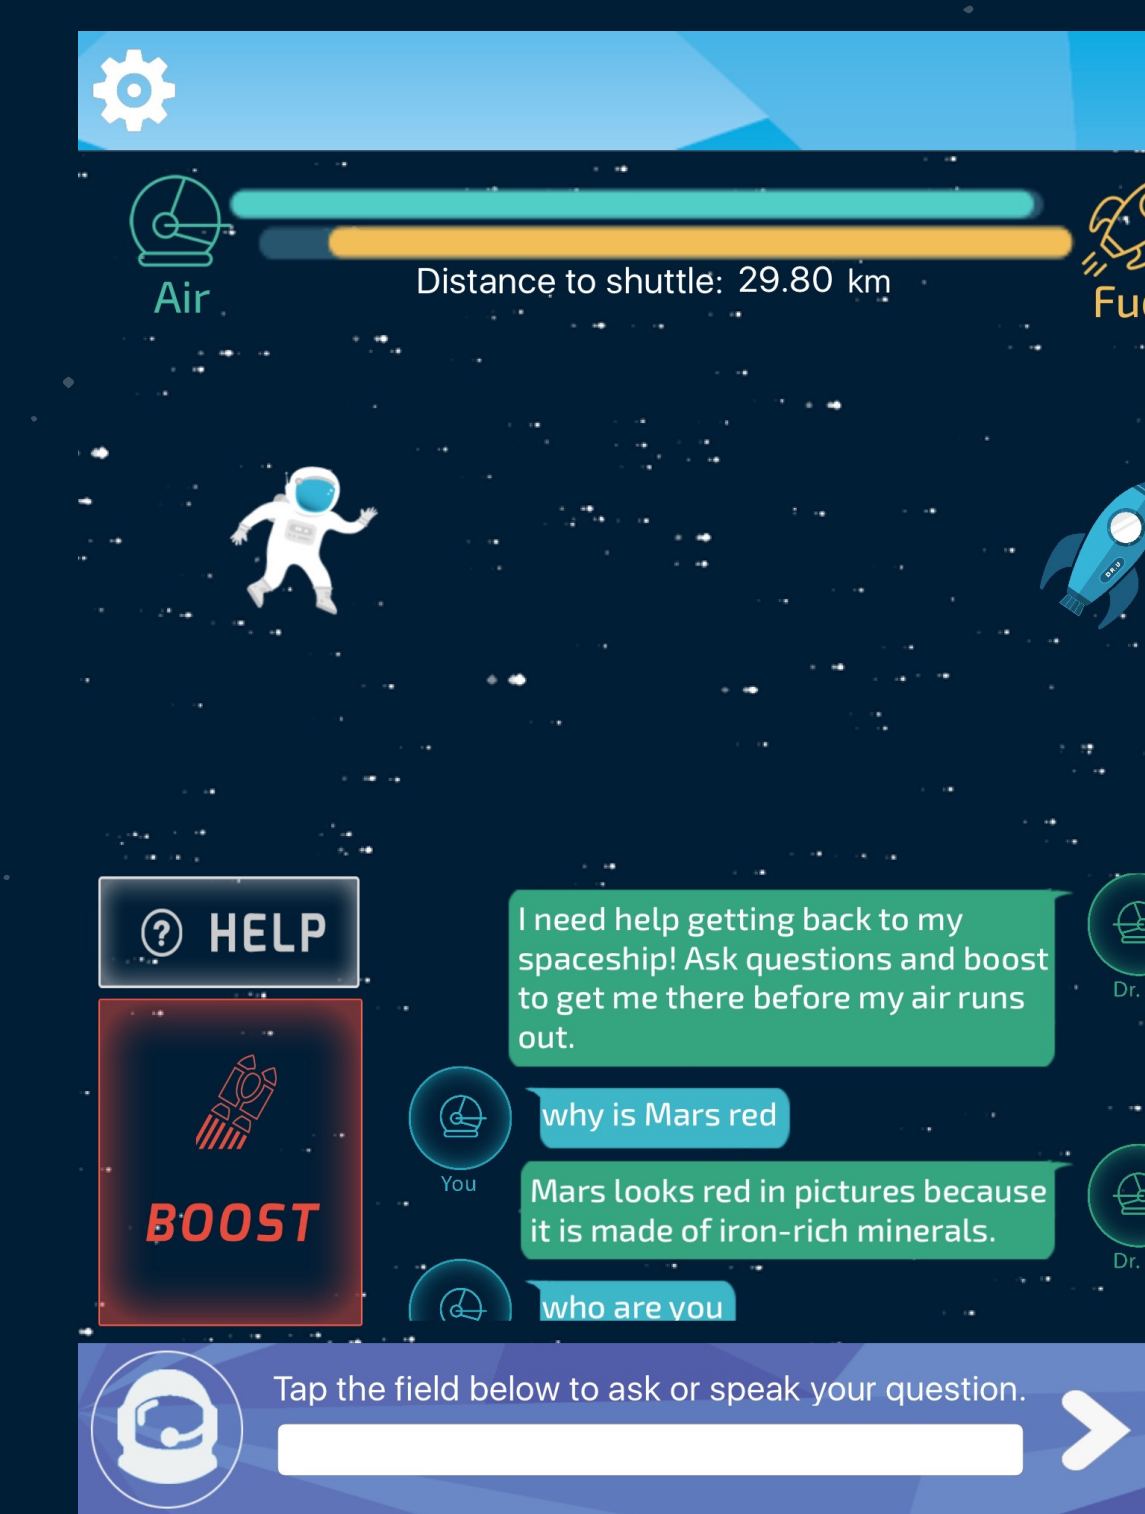 Air
Distance to shuttle: 29.80 km
DR.U
HELP
I need help getting back to my
spaceship! Ask questions and boost
to get me there before my air runs
out.
Dr.
why is Mars red
You
Mars looks red in pictures because
it is made of iron-rich minerals.
Dr.
BOOST
who are you
Tap the field below to ask or speak your question.